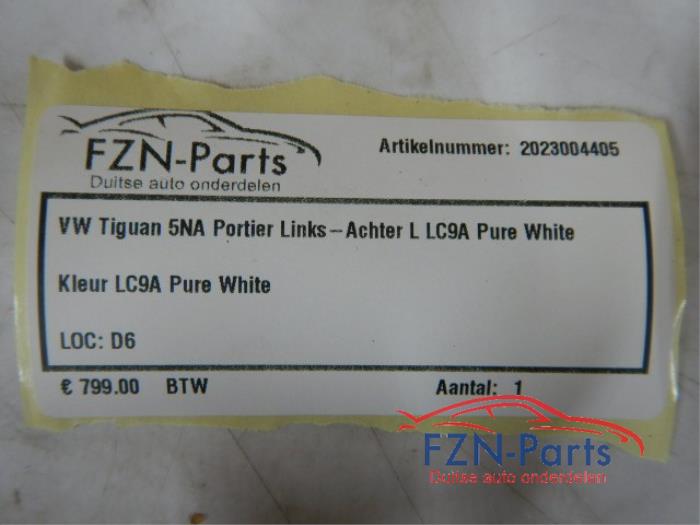 FZN-Parts
Duitse auto onderdelen
Artikelnummer: 2023004405
VW Tiguan 5NA Portier Links-Achter L LC9A Pure White
Kleur LC9A Pure White
LOC: D6
€ 799.00 BTW Aantal: 1
FZN-Parts
Duitse auto onderdelen